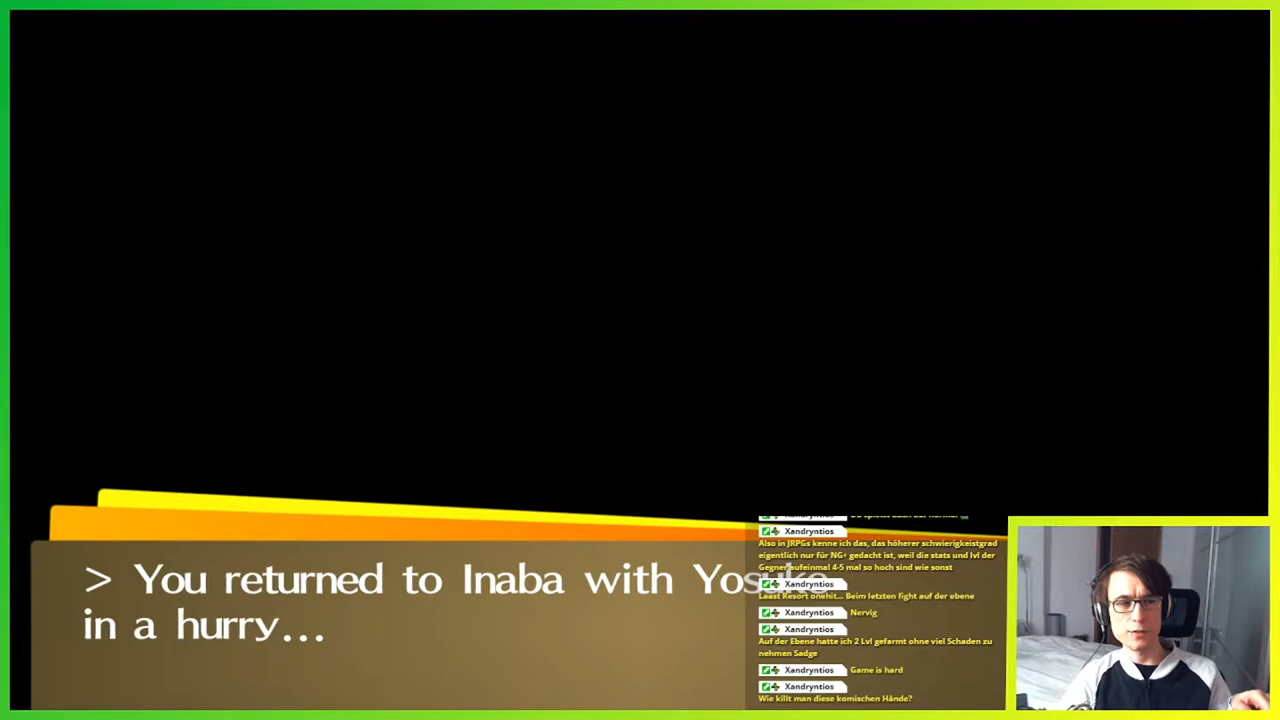 > You returned to Inaba with Yosuke
in a hurry...
Xandryntios
Xandryntios
Also in JRPGs kenne ich das, das höherer schwierigkeistgrad
eigentlich nur für NG+ gedacht ist, weil die stats und lvl der
Gegner aufeinmal 4-5 mal so hoch sind wie sonst
Xandryntios
Laast Resort onehit... Beim letzten fight auf der ebene
Xandryntios Nervig
Xandryntios
Auf der Ebene hatte ich 2 Lvl gefarmt ohne viel Schaden zu
nehmen Sadge
Xandryntios Game is hard
Xandryntios
Wie killt man diese komischen Hände?